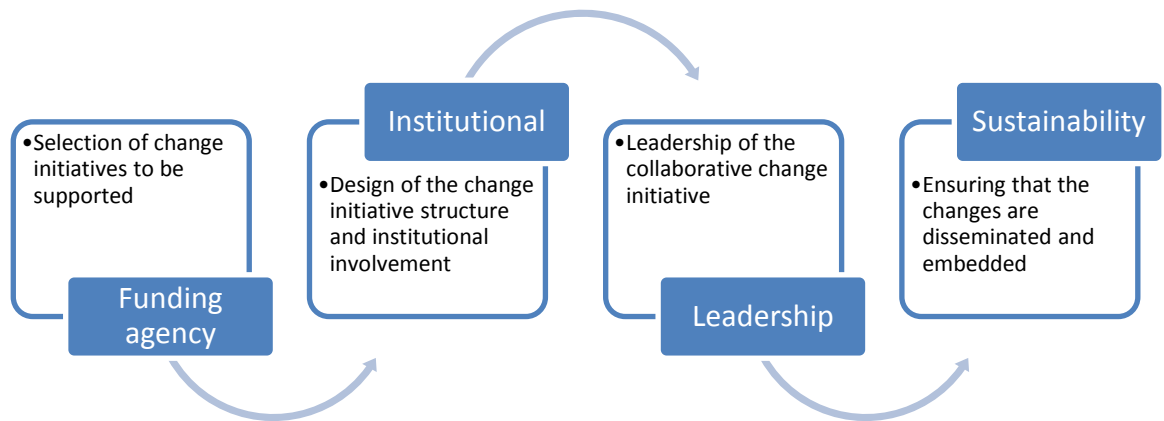 •Selection of change
initiatives to be
supported
Funding
agency
Institutional
•Design of the change
initiative structure
and institutional
involvement
•Leadership of the
collaborative change
initiative
Leadership
Sustainability
•Ensuring that the
changes are
disseminated and
embedded